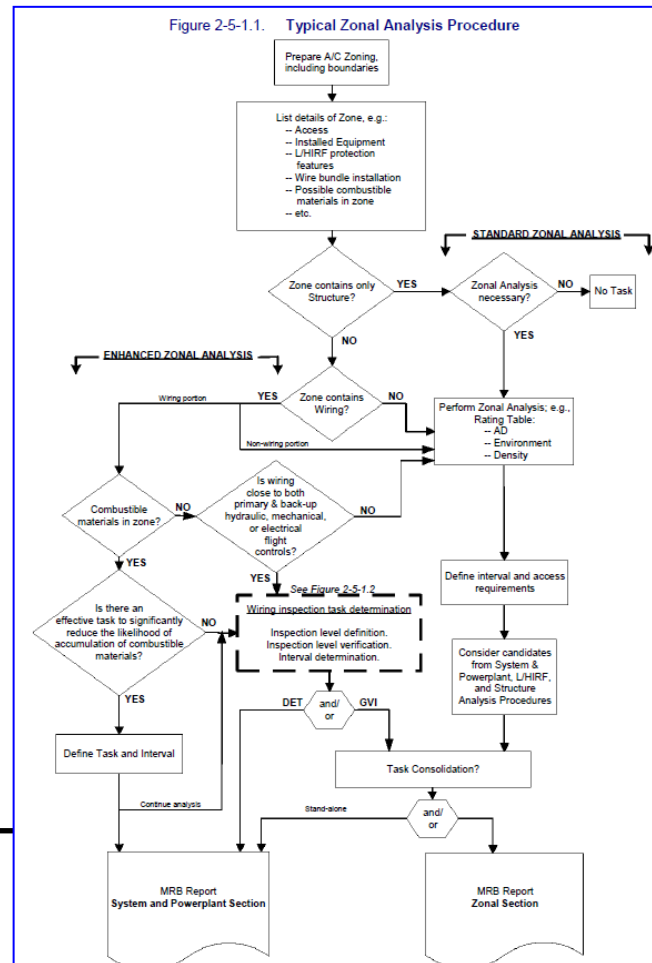 Figure 2-5-1.1. Typical Zonal Analysis Procedure
Prepare A/C Zoning,
including boundaries
List details of Zone, e.g.:
-- Access
-- Installed Equipment
-- L/HIRF protection
features
-- Wire bundle installation
-- Possible combustible
materials in zone
-- etc.
STANDARD ZONAL ANALYSIS
Zone contains only
Structure?
YES
Zonal Analysis
necessary?
NO
No Task
NO
YES
ENHANCED ZONAL ANALYSIS
Wiring portion
YES
Zone contains
Wiring?
NO
Non-wiring portion
Perform Zonal Analysis; e.g.,
Rating Table:
-- AD
-- Environment
-- Density
Combustible
materials in zone?
NO
Is
wiring
close to both
primary & back-up
hydraulic, mechanical,
or electrical
flight
controls?
NO
YES
YES
See Figure 2-5-1.2
Define interval and access
requirements
Is there an
effective task to significantly
reduce the likelihood of
accumulation of combustible
materials?
NO
Wiring inspection task determination
Inspection level definition.
Inspection level verification.
Interval determination.
Consider candidates
from System &
Powerplant, L/HIRF,
and Structure
Analysis Procedures
YES
DET
and/
or
GVI
Define Task and Interval
Task Consolidation?
Continue analysis
Stand-alone
and/
or
MRB Report
System and Powerplant Section
MRB Report
Zonal Section